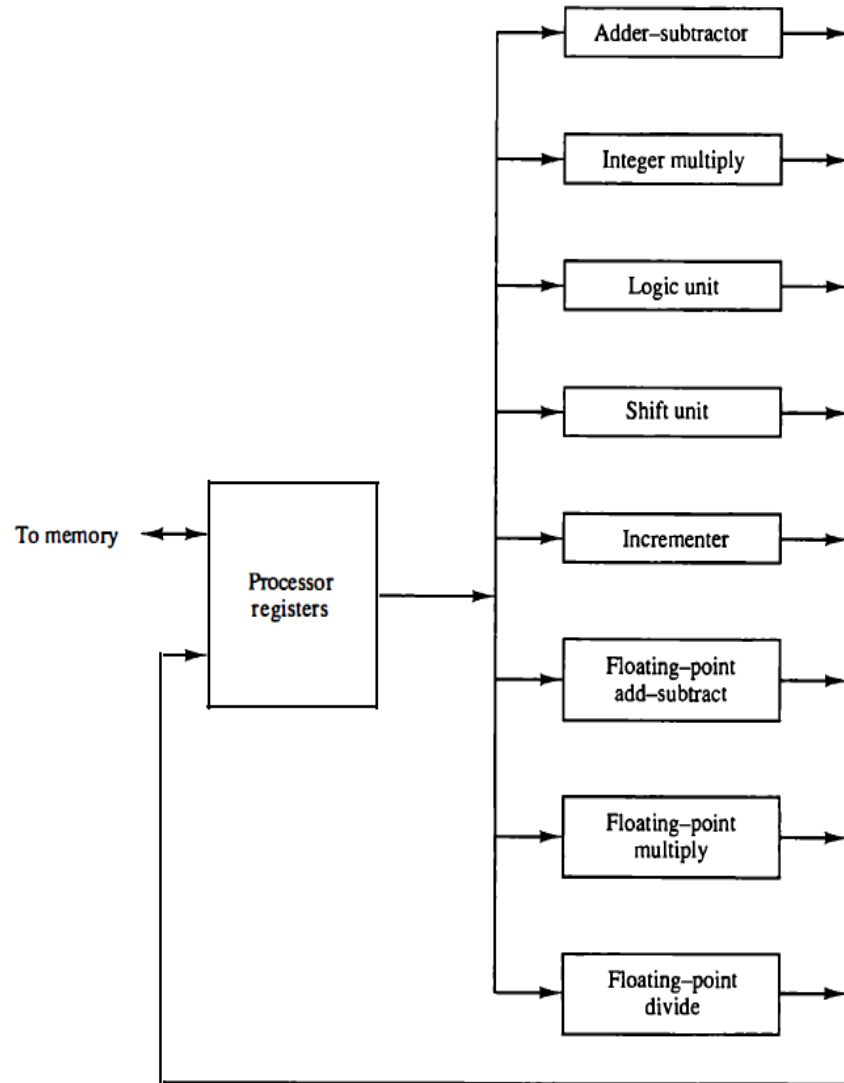 Adder–subtractor
Integer multiply
Logic unit
Shift unit
To memory
Incrementer
Processor
registers
Floating–point
add–subtract
Floating–point
multiply
Floating–point
divide